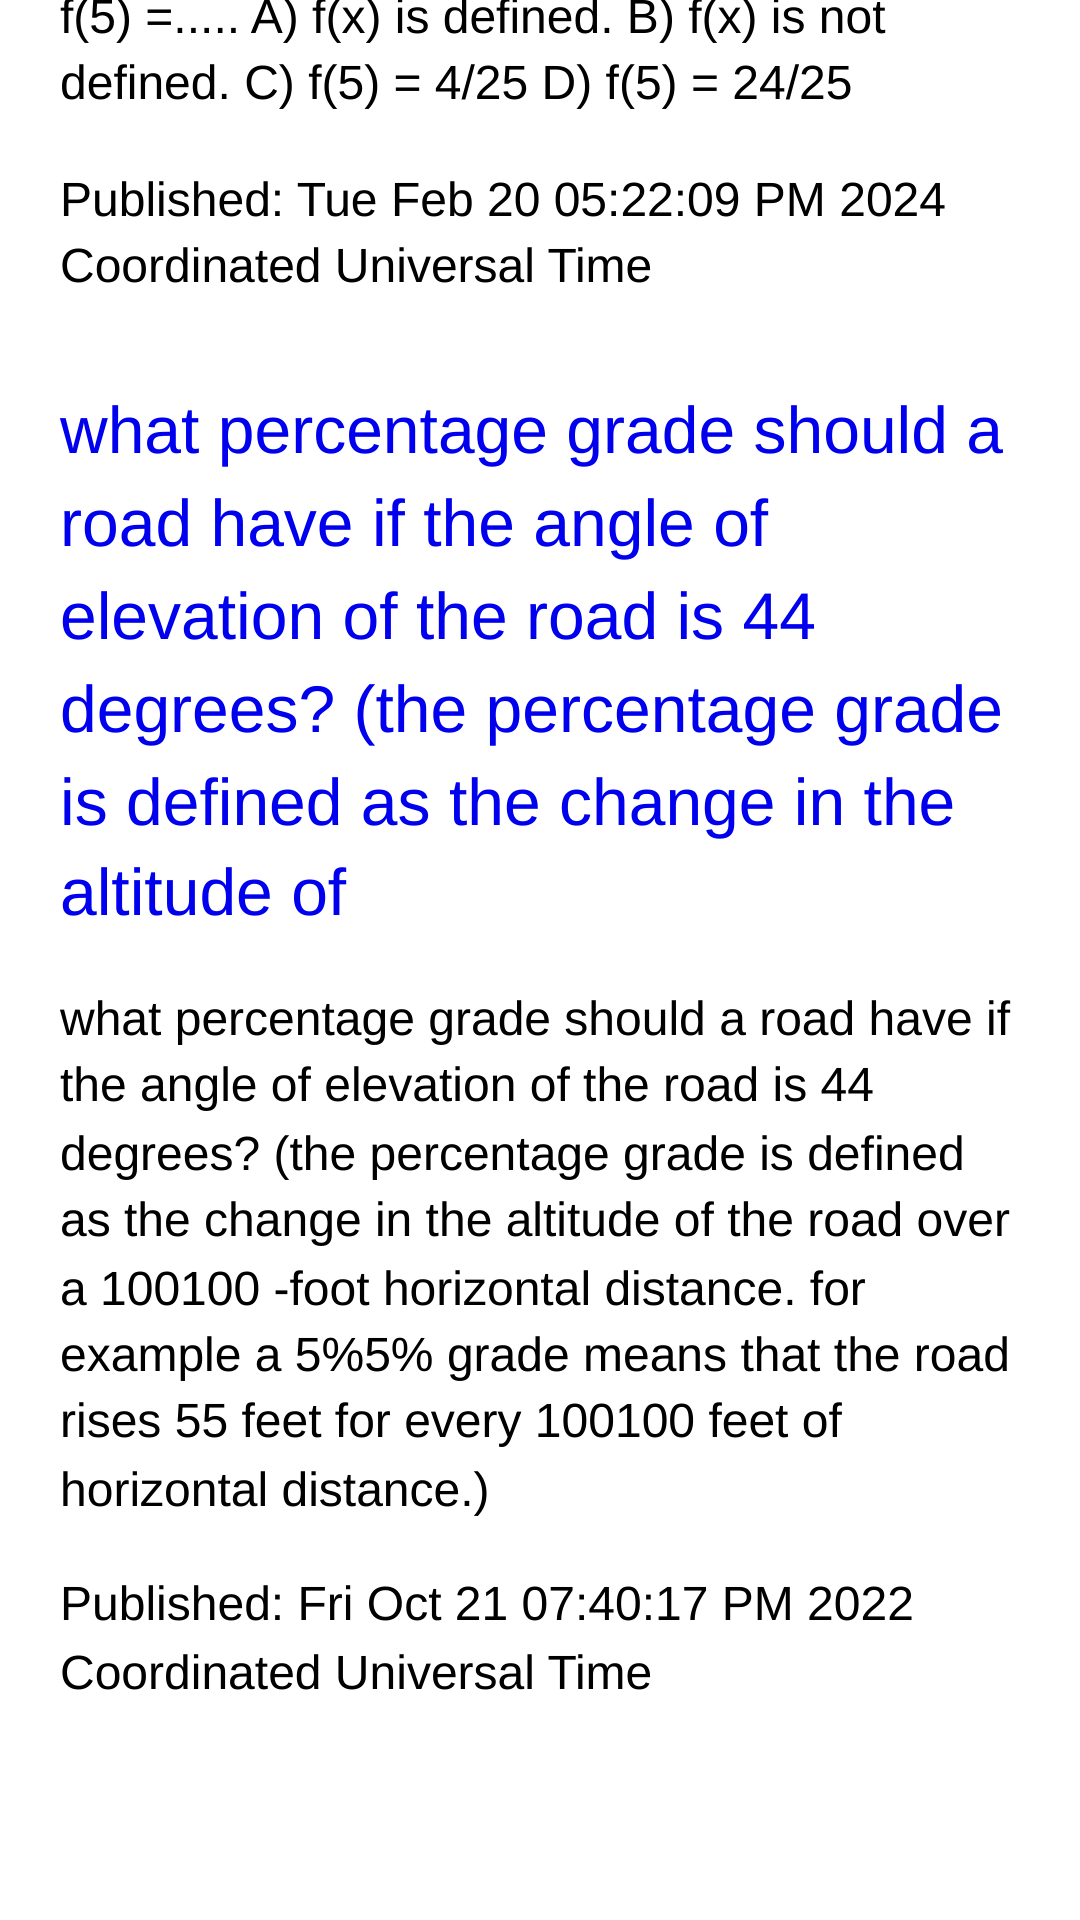 f(5) =..... A) f(x) is defined. B) f(x) is not
defined. C) f(5) = 4/25 D) f(5) = 24/25
Published: Tue Feb 20 05:22:09 PM 2024
Coordinated Universal Time
what percentage grade should a
road have if the angle of
elevation of the road is 44
degrees? (the percentage grade
is defined as the change in the
altitude of
what percentage grade should a road have if
the angle of elevation of the road is 44
degrees? (the percentage grade is defined
as the change in the altitude of the road over
a 100100 -foot horizontal distance. for
example a 5%5% grade means that the road
rises 55 feet for every 100100 feet of
horizontal distance.)
Published: Fri Oct 21 07:40:17 PM 2022
Coordinated Universal Time